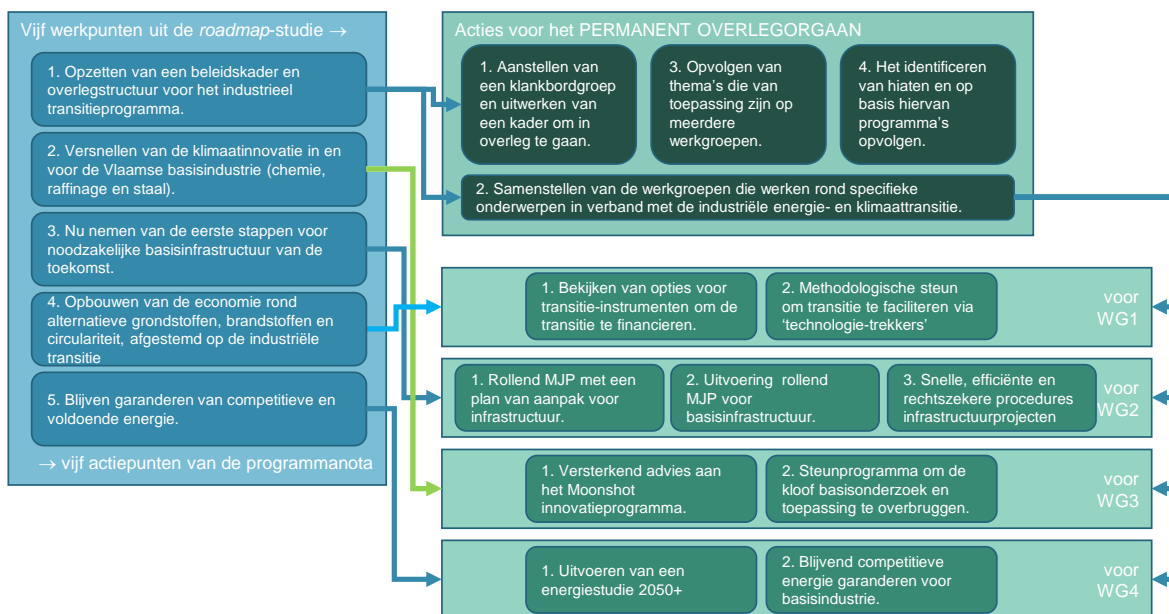 Vijf werkpunten uit de roadmap-studie →
1. Opzetten van een beleidskader en
overlegstructuur voor het industrieel
transitieprogramma.
2. Versnellen van de klimaatinnovatie in en
voor de Vlaamse basisindustrie (chemie,
raffinage en staal).
3. Nu nemen van de eerste stappen voor
noodzakelijke basisinfrastructuur van de
toekomst.
4. Opbouwen van de economie rond
alternatieve grondstoffen, brandstoffen en
circulariteit, afgestemd op de industriële
transitie
5. Blijven garanderen van competitieve en
voldoende energie.
→ vijf actiepunten van de programmanota
Acties voor het PERMANENT OVERLEGORGAAN
1. Aanstellen van
een klankbordgroep
en uitwerken van
een kader om in
overleg te gaan.
3. Opvolgen van
thema's die van
toepassing zijn op
meerdere
werkgroepen.
4. Het identificeren
van hiaten en op
basis hiervan
programma's
opvolgen.
2. Samenstellen van de werkgroepen die werken rond specifieke
onderwerpen in verband met de industriële energie- en klimaattransitie.
1. Bekijken van opties voor
transitie-instrumenten om de
transitie te financieren.
2. Methodologische steun
om transitie te faciliteren via
'technologie-trekkers'
voor
WG1
1. Rollend MJP met een
plan van aanpak voor
infrastructuur.
2. Uitvoering rollend
MJP voor
basisinfrastructuur.
3. Snelle, efficiënte en
rechtszekere procedures
infrastructuurprojecten
voor
WG2
1. Versterkend advies aan
het Moonshot
innovatieprogramma.
2. Steunprogramma om de
kloof basisonderzoek en
toepassing te overbruggen.
voor
WG3
1. Uitvoeren van een
energiestudie 2050+
2. Blijvend competitieve
energie garanderen voor
basisindustrie.
voor
WG4